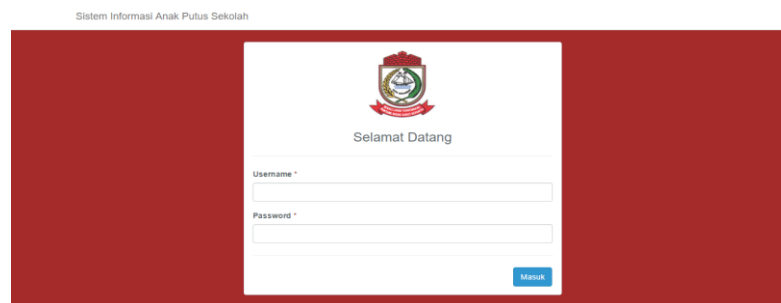 Sistem Informasi Anak Putus Sekolah
Selamat Datang
Username *
Password *
Masuk